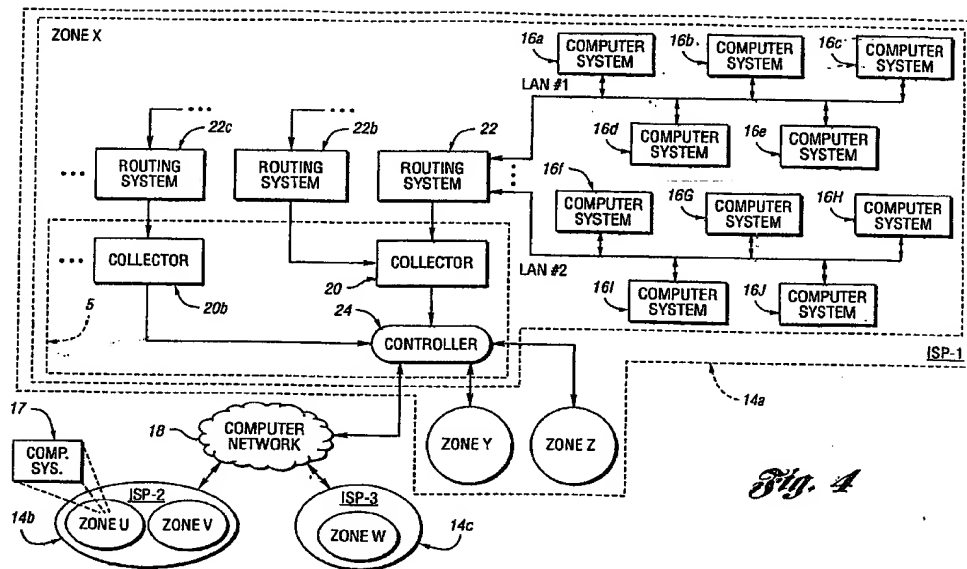 ZONE X
16a
COMPUTER
SYSTEM
16b
COMPUTER
SYSTEM
16c
COMPUTER
SYSTEM
LAN #1
22c
ROUTING
SYSTEM
22b
ROUTING
SYSTEM
22
ROUTING
SYSTEM
16d
COMPUTER
SYSTEM
16e
COMPUTER
SYSTEM
16f
COMPUTER
SYSTEM
16G
COMPUTER
SYSTEM
16H
COMPUTER
SYSTEM
LAN #2
COLLECTOR
20b
COLLECTOR
20
16I
COMPUTER
SYSTEM
16J
COMPUTER
SYSTEM
5
24
CONTROLLER
ISP-1
14a
17
COMP.
SYS.
18
COMPUTER
NETWORK
ZONE Y
ZONE Z
ISP-2
14b
ZONE U
ZONE V
ISP-3
ZONE W
14c
Fig. 4